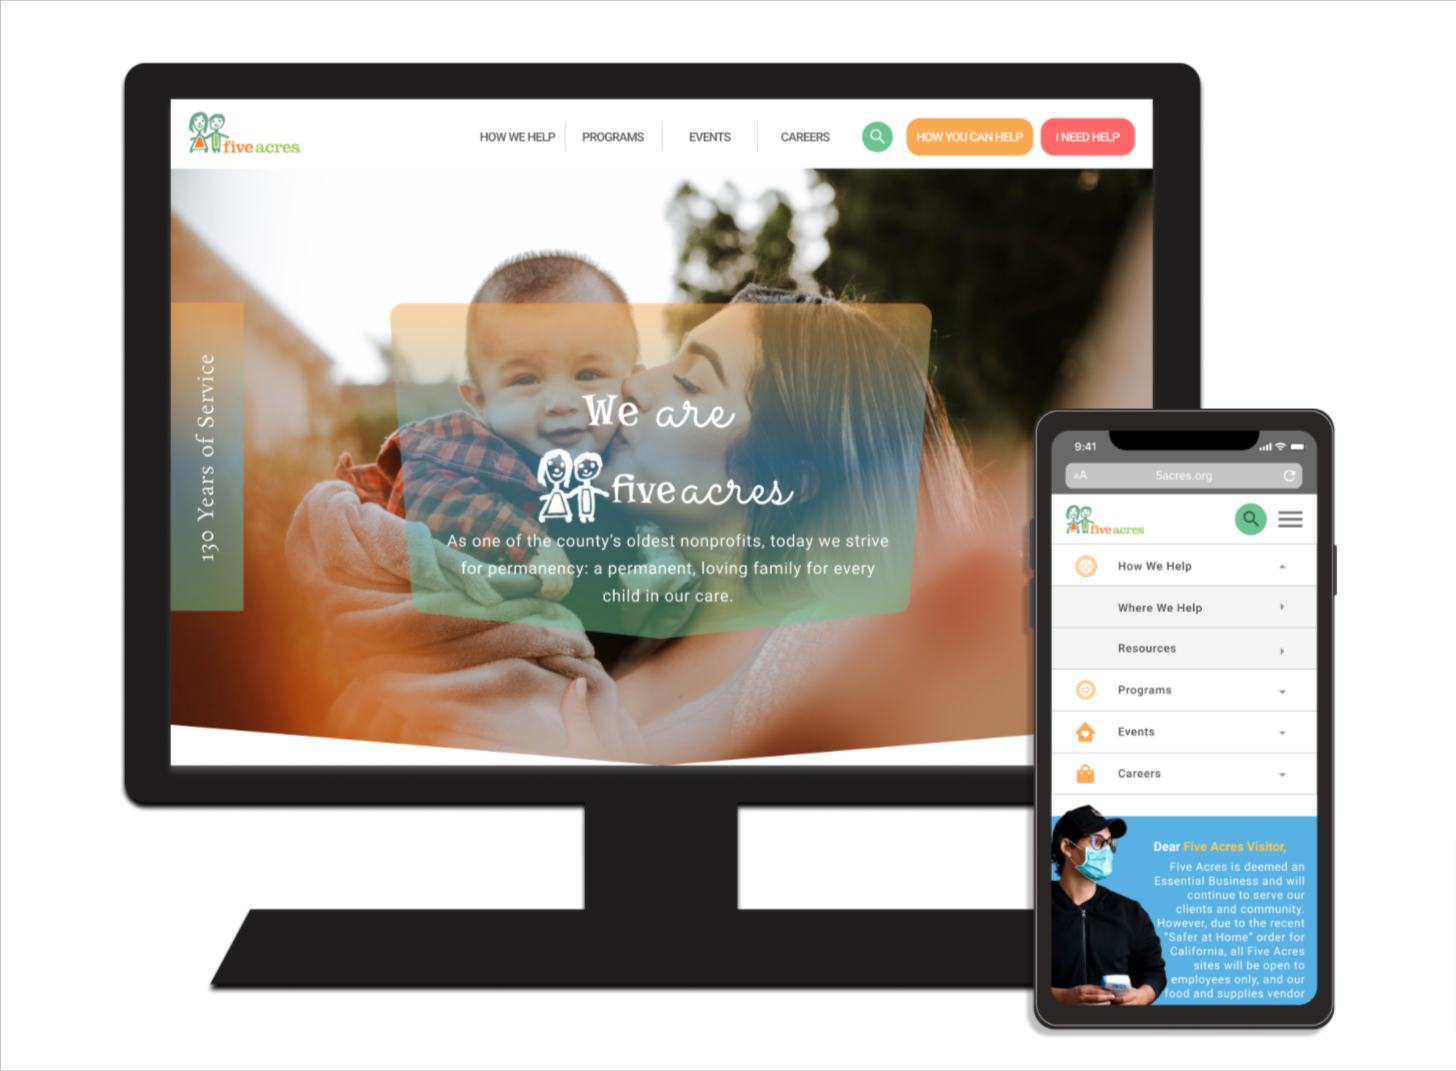 five acres
HOW WE HELP
PROGRAMS
EVENTS
CAREERS
HOW YOU CAN HELP
I NEED HELP
130 Years of Service
We are
five acres
As one of the county's oldest nonprofits, today we strive
for permanency: a permanent, loving family for every
child in our care.
9:41
AA
5acres.org
five acres
How We Help
Where We Help
Resources
Programs
Events
Careers
Dear Five Acres Visitor,
Five Acres is deemed an
Essential Business and will
continue to serve our
clients and community.
However, due to the recent
"Safer at Home" order for
California, all Five Acres
sites will be open to
employees only, and our
food and supplies vendor